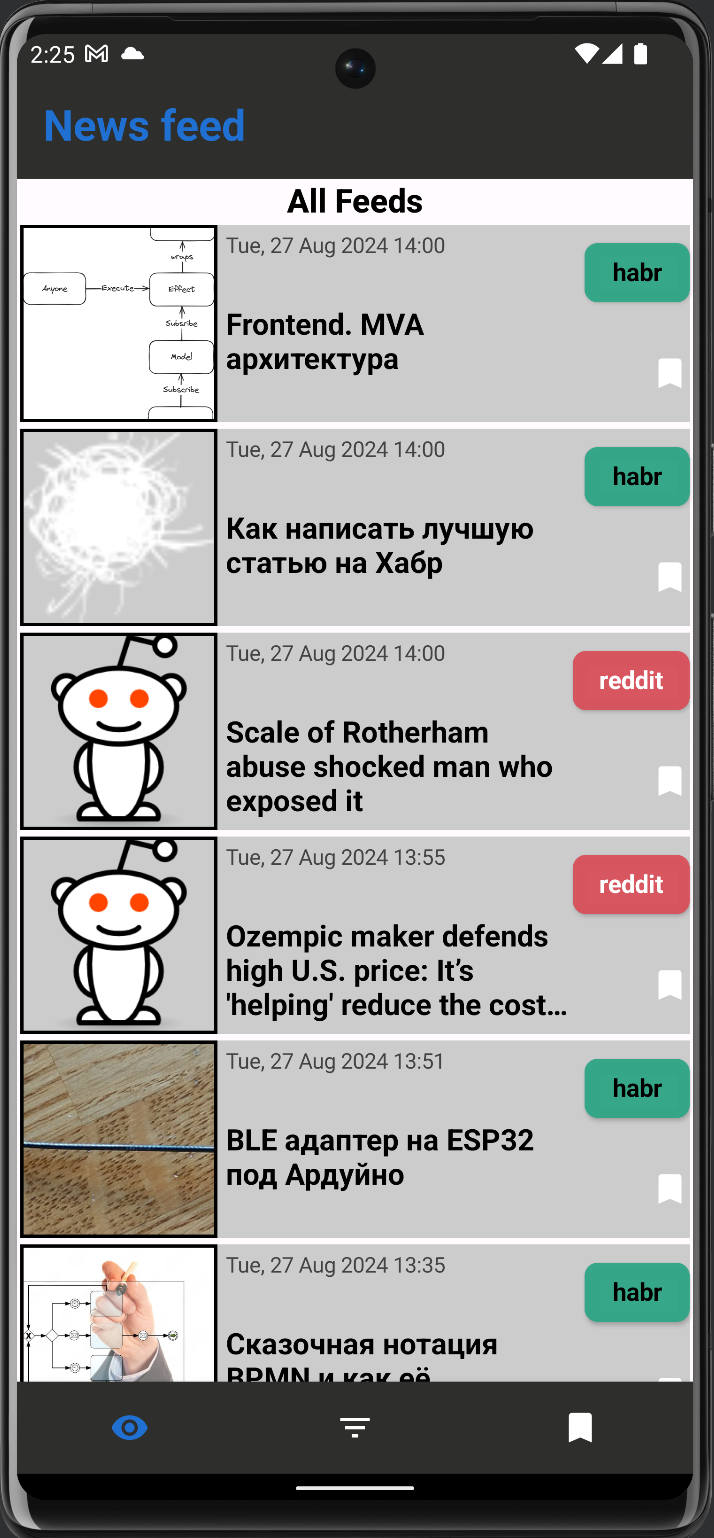 2:25
News feed
All Feeds
Tue, 27 Aug 2024 14:00
habr
wraps
Anyone
Execute
Effect
Subsribe
Model
Subscribe
Frontend. MVA
архитектура
Tue, 27 Aug 2024 14:00
habr
Как написать лучшую
статью на Хабр
Tue, 27 Aug 2024 14:00
reddit
Scale of Rotherham
abuse shocked man who
exposed it
Tue, 27 Aug 2024 13:55
reddit
Ozempic maker defends
high U.S. price: It’s
'helping' reduce the cost…
Tue, 27 Aug 2024 13:51
habr
BLE адаптер на ESP32
под Ардуйно
Tue, 27 Aug 2024 13:35
habr
Сказочная нотация
BPMN и как её